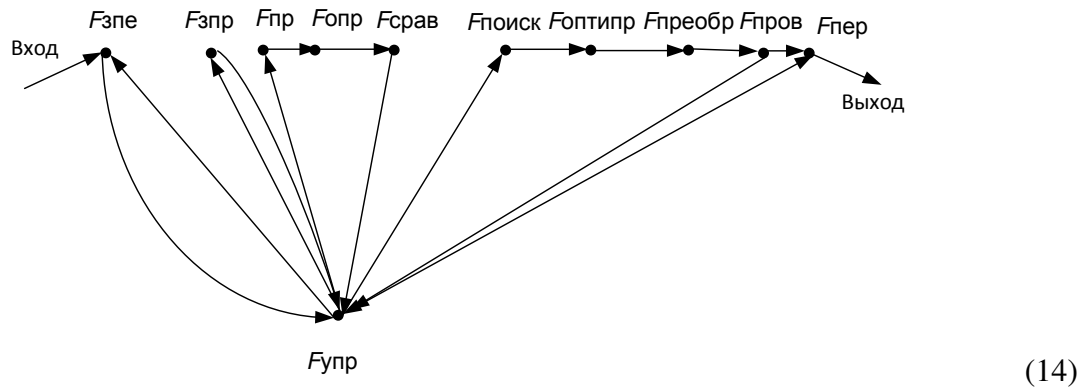 Fзпе Fзпр Fпр Fопр Fсрав Fпоиск Fоптипр Fпреобр Fпров Fпер
Вход
Выход
Fупр
(14)